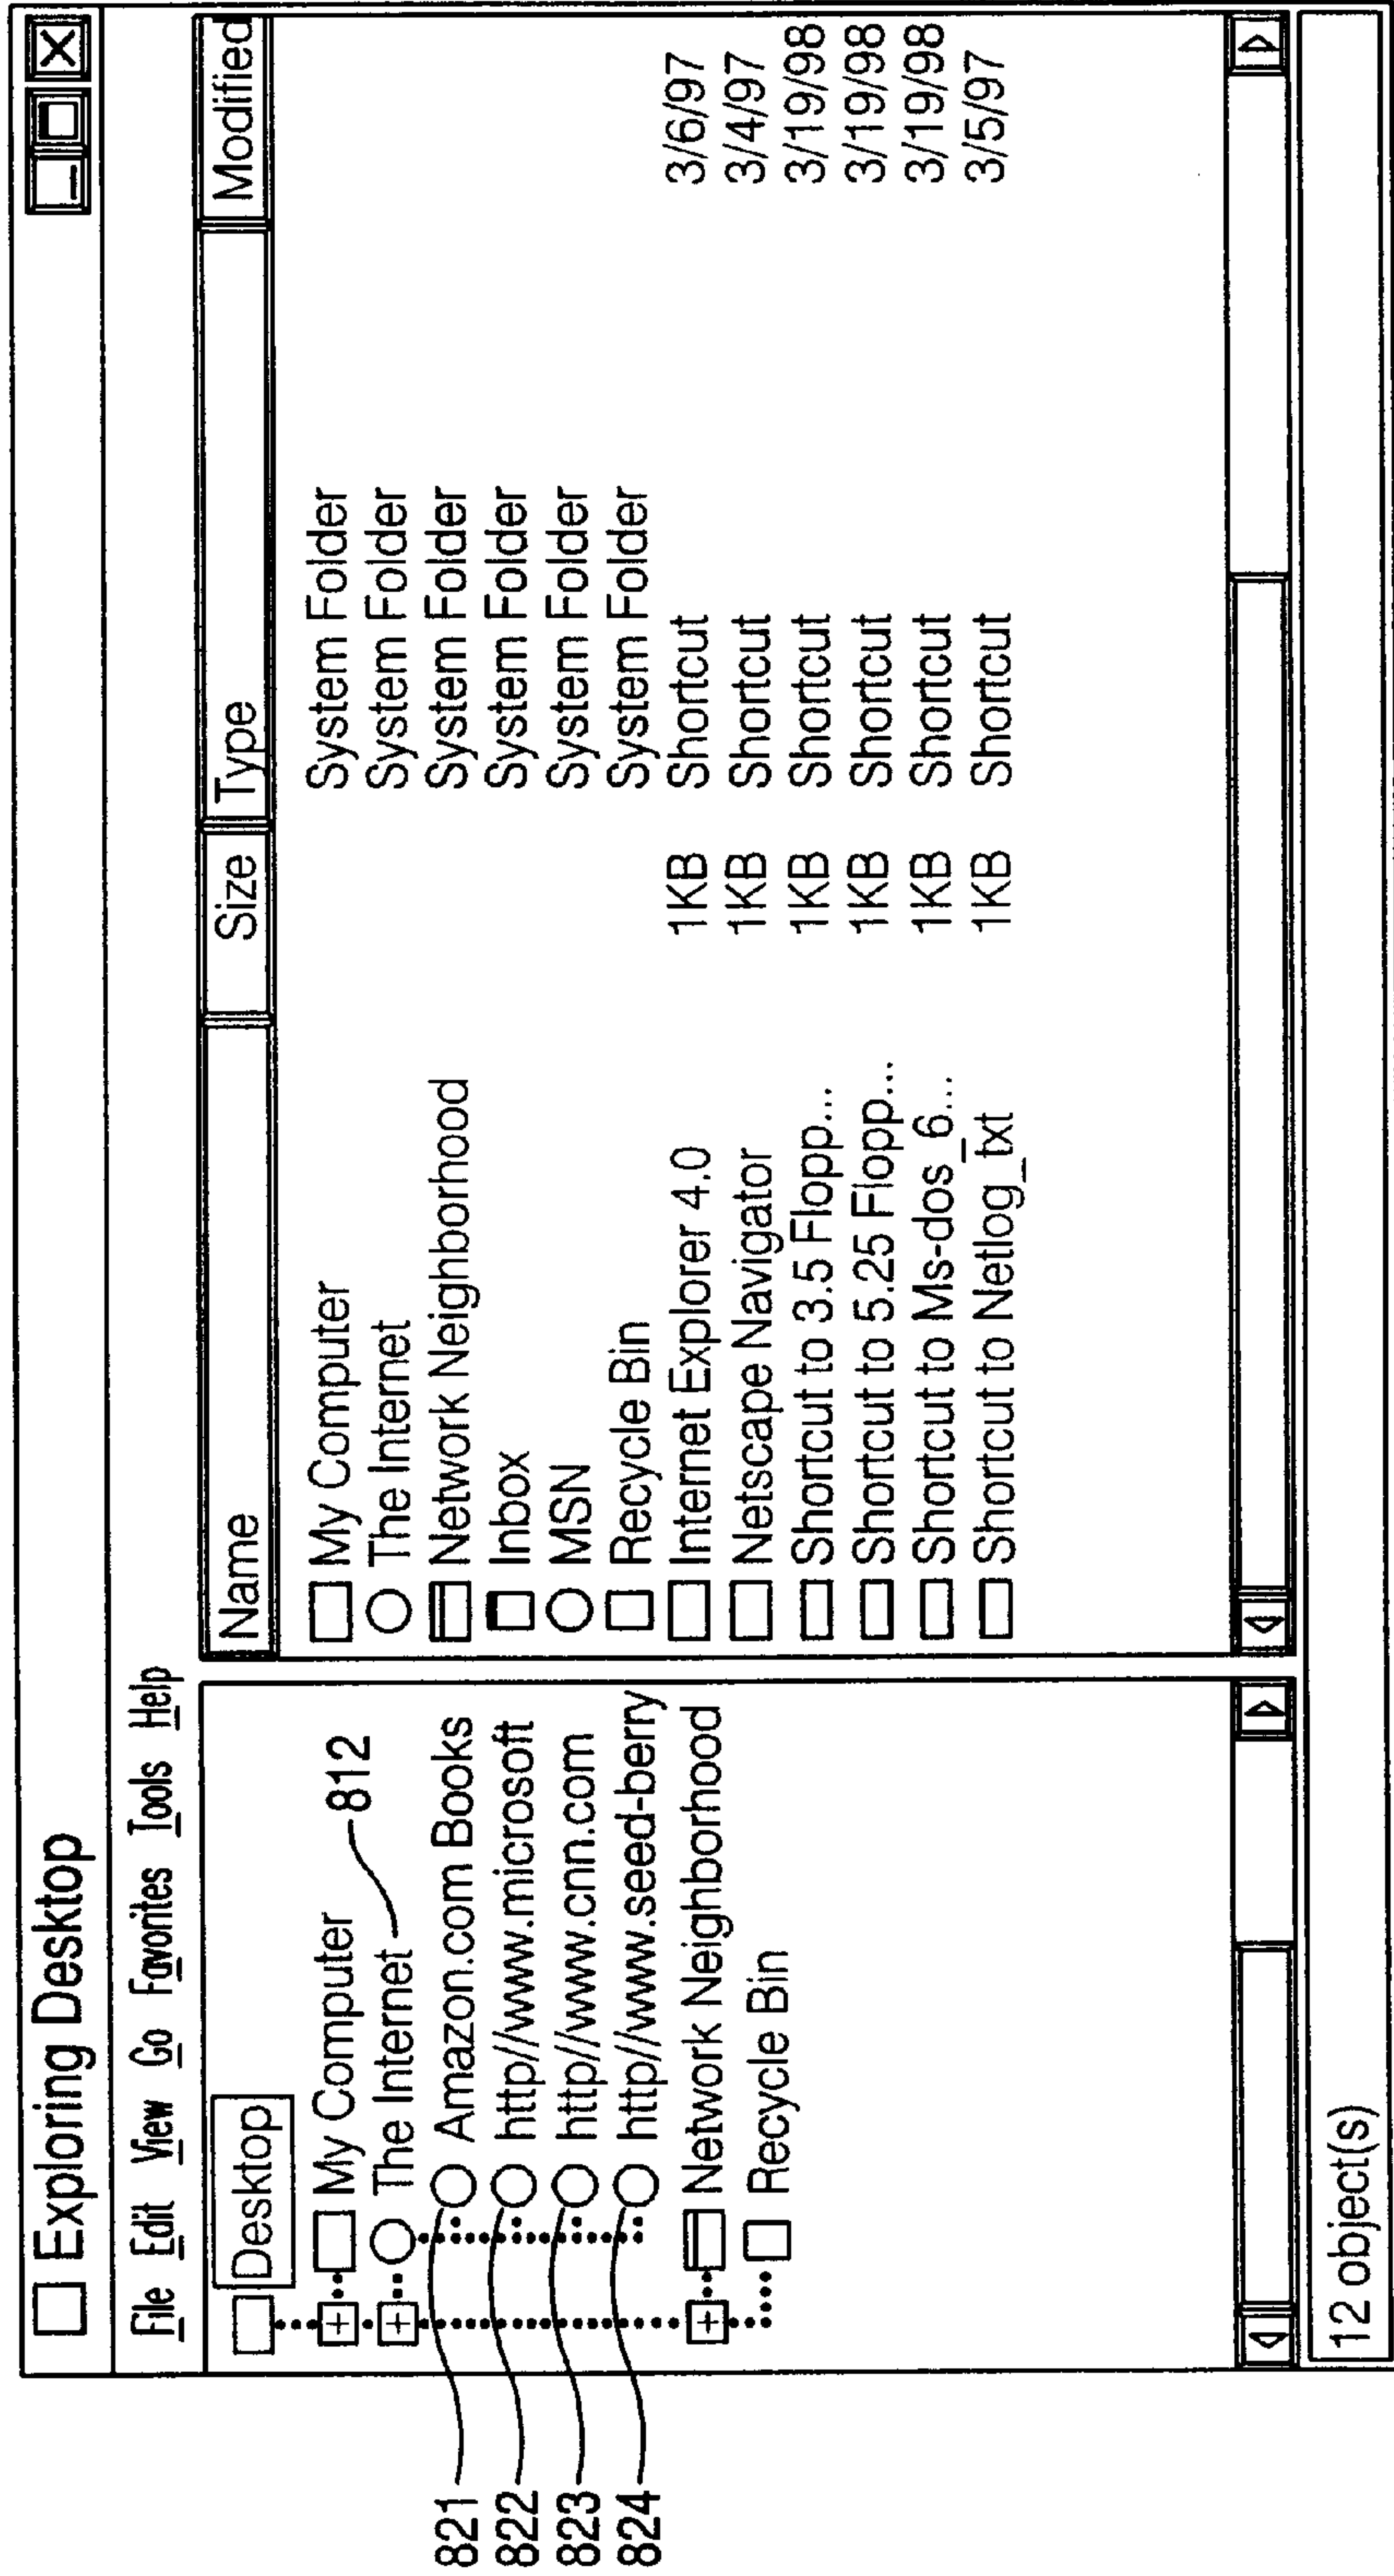 Exploring Desktop
File Edit View Go Favorites Tools Help
Desktop
My Computer
The Internet 812
821 Amazon.com Books
822 http//www.microsoft
823 http//www.cnn.com
824 http//www.seed-berry
Network Neighborhood
Recycle Bin
Name Size Type Modified
My Computer System Folder
The Internet System Folder
Network Neighborhood System Folder
Inbox System Folder
MSN System Folder
Recycle Bin System Folder
Internet Explorer 4.0 1KB Shortcut 3/6/97
Netscape Navigator 1KB Shortcut 3/4/97
Shortcut to 3.5 Flopp... 1KB Shortcut 3/19/98
Shortcut to 5.25 Flopp... 1KB Shortcut 3/19/98
Shortcut to Ms-dos_6... 1KB Shortcut 3/19/98
Shortcut to Netlog_txt 1KB Shortcut 3/5/97
12 object(s)